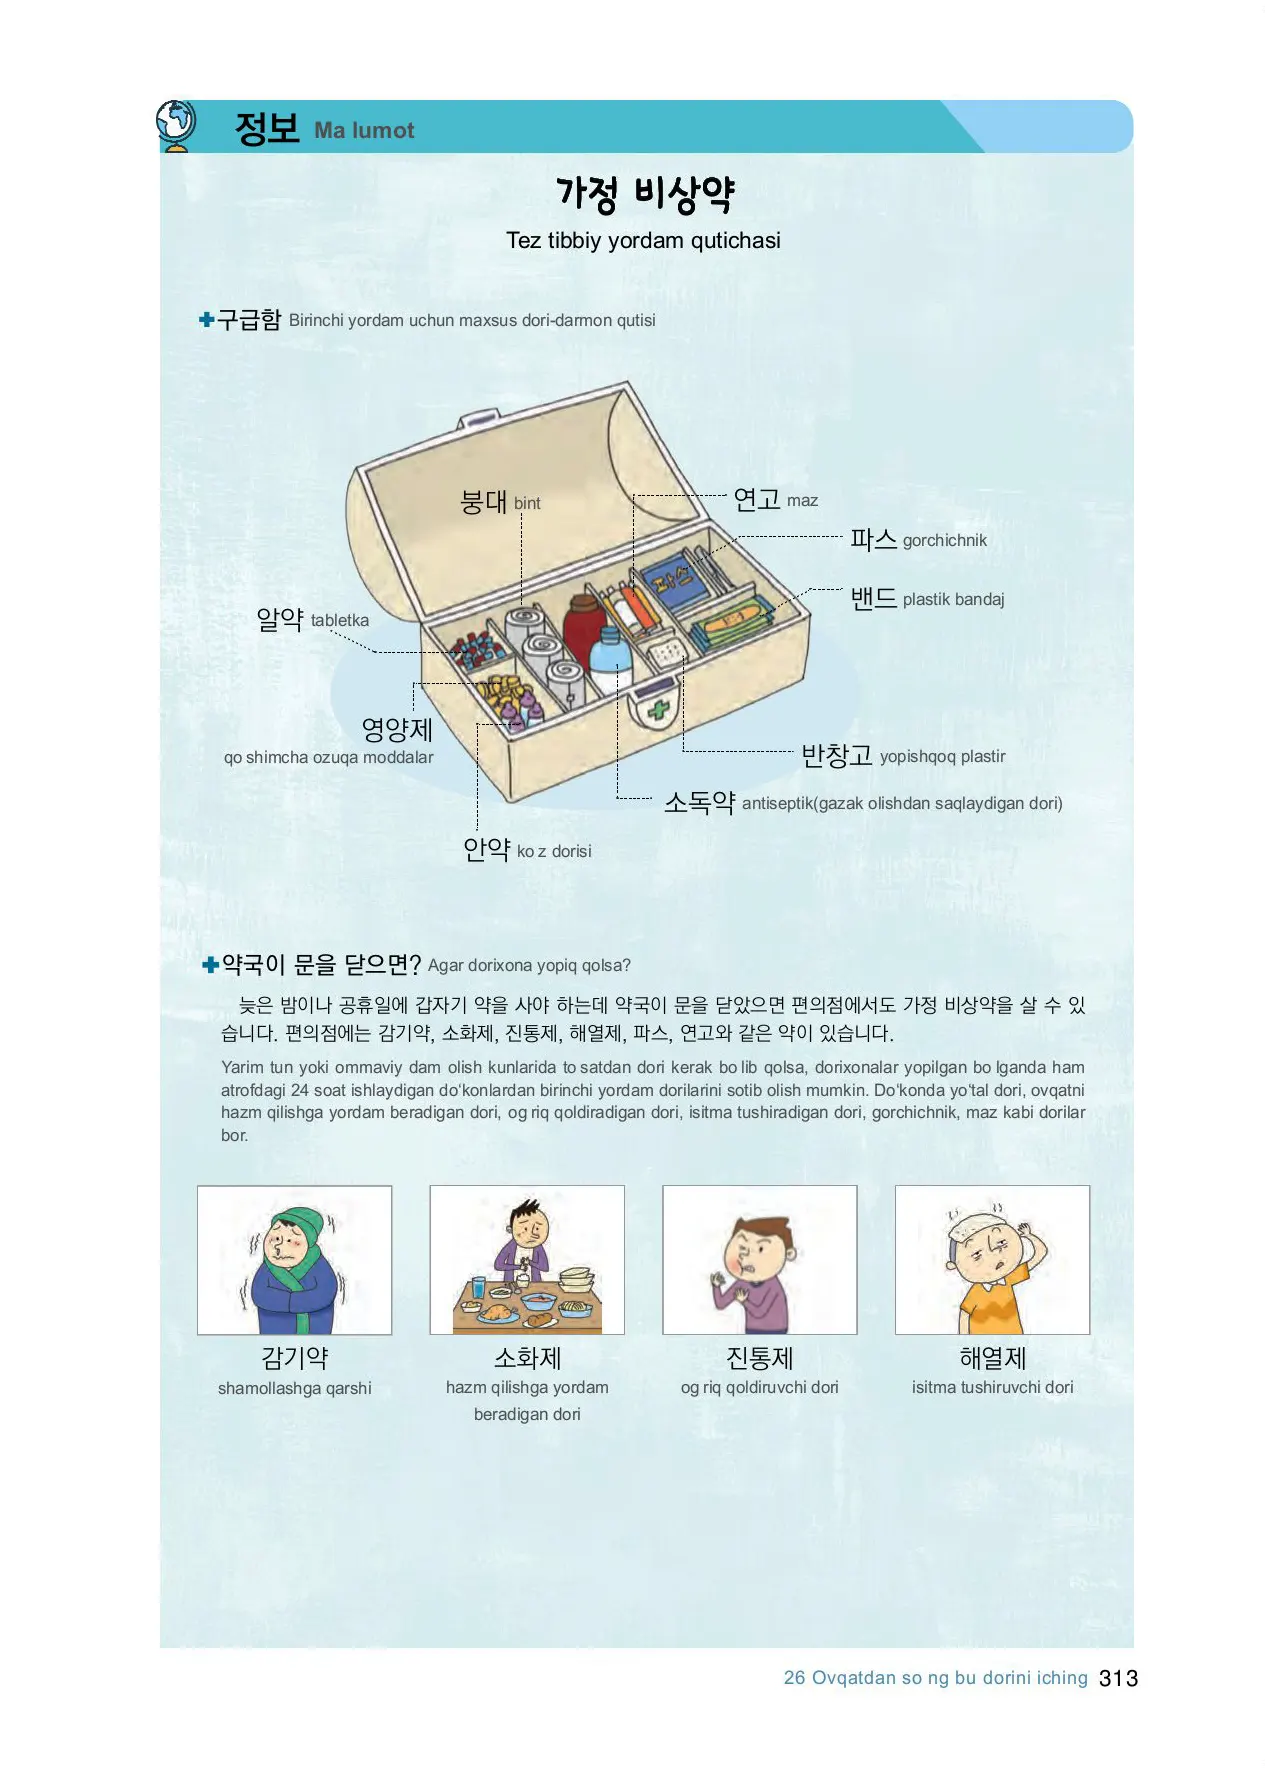 정보 Ma lumot
가정 비상약
Tez tibbiy yordam qutichasi
구급함 Birinchi yordam uchun maxsus dori-darmon qutisi
붕대 bint
연고 maz
파스 gorchichnik
밴드 plastik bandaj
파스
알약 tabletka
영양제
qo shimcha ozuqa moddalar
반창고 yopishqoq plastir
소독약 antiseptik(gazak olishdan saqlaydigan dori)
안약 ko z dorisi
약국이 문을 닫으면? Agar dorixona yopiq qolsa?
늦은 밤이나 공휴일에 갑자기 약을 사야 하는데 약국이 문을 닫았으면 편의점에서도 가정 비상약을 살 수 있
습니다. 편의점에는 감기약, 소화제, 진통제, 해열제, 파스, 연고와 같은 약이 있습니다.
Yarim tun yoki ommaviy dam olish kunlarida to satdan dori kerak bo lib qolsa, dorixonalar yopilgan bo lganda ham
atrofdagi 24 soat ishlaydigan do‘konlardan birinchi yordam dorilarini sotib olish mumkin. Do‘konda yo‘tal dori, ovqatni
hazm qilishga yordam beradigan dori, og riq qoldiradigan dori, isitma tushiradigan dori, gorchichnik, maz kabi dorilar
bor.
감기약 소화제 진통제 해열제
shamollashga qarshi hazm qilishga yordam og riq qoldiruvchi dori isitma tushiruvchi dori
beradigan dori
26 Ovqatdan so ng bu dorini iching 313